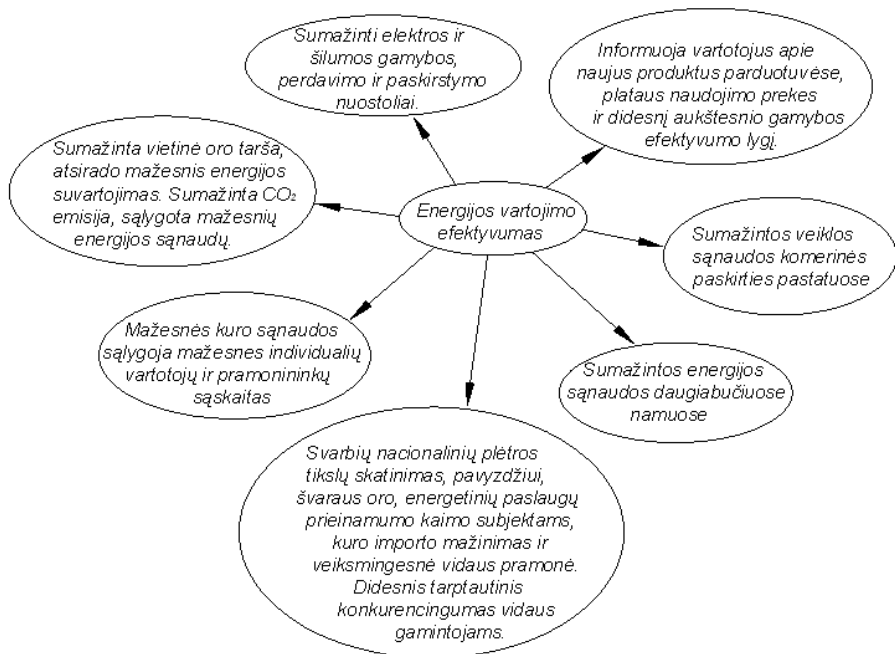 Sumažinti elektros ir
šilumos gamybos,
perdavimo ir paskirstymo
nuostoliai.
Informuoja vartotojus apie
naujus produktus parduotuvėse,
plataus naudojimo prekes
ir didesnį aukštesnio gamybos
efektyvumo lygį.
Sumažinta vietinė oro tarša,
atsirado mažesnis energijos
suvartojimas. Sumažinta CO₂
emisija, sąlygota mažesnių
energijos sąnaudų.
Energijos vartojimo
efektyvumas
Sumažintos veiklos
sąnaudos komerinės
paskirties pastatuose
Mažesnės kuro sąnaudos
sąlygoja mažesnes individualių
vartotojų ir pramonininkų
sąskaitas
Sumažintos energijos
sąnaudos daugiabučiuose
namuose
Svarbių nacionalinių plėtros
tikslų skatinimas, pavyzdžiui,
švaraus oro, energetinių paslaugų
prieinamumo kaimo subjektams,
kuro importo mažinimas ir
veiksmingesnė vidaus pramonė.
Didesnis tarptautinis
konkurencingumas vidaus
gamintojams.